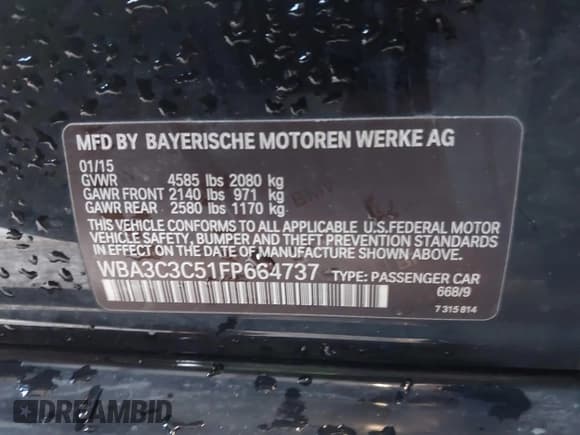 MFD BY BAYERISCHE MOTOREN WERKE AG
01/15
GVWR 4585 lbs 2080 kg
GAWR FRONT 2140 lbs 971 kg
GAWR REAR 2580 lbs 1170 kg
THIS VEHICLE CONFORMS TO ALL APPLICABLE U.S.FEDERAL MOTOR
VEHICLE SAFETY, BUMPER AND THEFT PREVENTION STANDARDS
IN EFFECT ON THE DATE OF MANUFACTURE SHOWN ABOVE.
WBA3C3C51FP664737 TYPE: PASSENGER CAR
668/9
7 315 814
DREAMBID